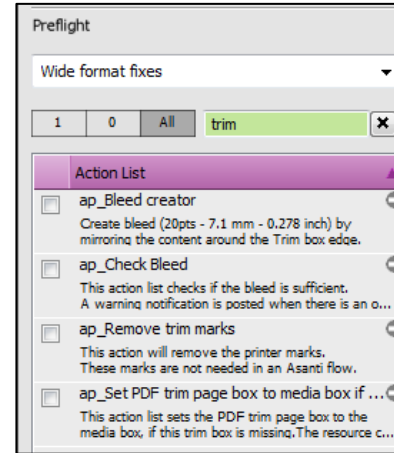 Preflight
Wide format fixes
1 0 All trim
Action List
ap_Bleed creator
Create bleed (20pts - 7.1 mm - 0.278 inch) by
mirroring the content around the Trim box edge.
ap_Check Bleed
This action list checks if the bleed is sufficient.
A warning notification is posted when there is an o...
ap_Remove trim marks
This action will remove the printer marks.
These marks are not needed in an Asanti flow.
ap_Set PDF trim page box to media box if ...
This action list sets the PDF trim page box to the
media box, if this trim box is missing.The resource c...